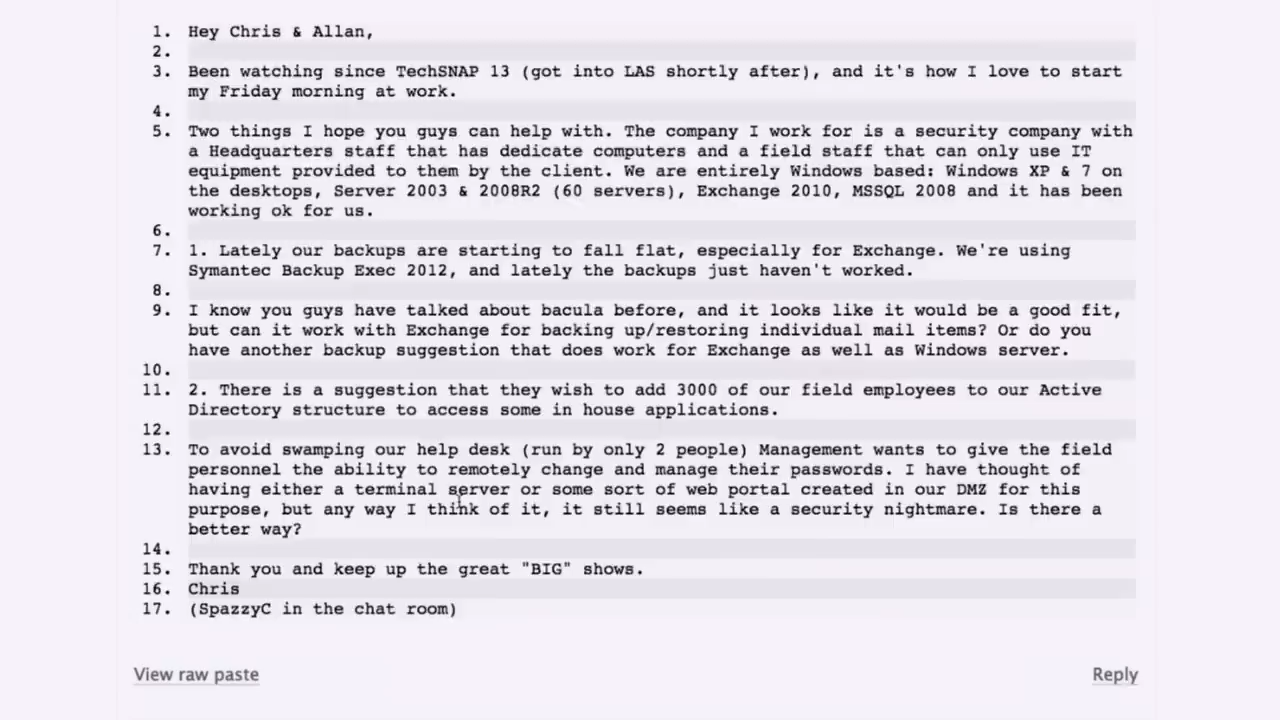 1. Hey Chris & Allan,
2.
3. Been watching since TechSNAP 13 (got into LAS shortly after), and it's how I love to start
my Friday morning at work.
4.
5. Two things I hope you guys can help with. The company I work for is a security company with
a Headquarters staff that has dedicate computers and a field staff that can only use IT
equipment provided to them by the client. We are entirely Windows based: Windows XP & 7 on
the desktops, Server 2003 & 2008R2 (60 servers), Exchange 2010, MSSQL 2008 and it has been
working ok for us.
6.
7. 1. Lately our backups are starting to fall flat, especially for Exchange. We're using
Symantec Backup Exec 2012, and lately the backups just haven't worked.
8.
9. I know you guys have talked about bacula before, and it looks like it would be a good fit,
but can it work with Exchange for backing up/restoring individual mail items? Or do you
have another backup suggestion that does work for Exchange as well as Windows server.
10.
11. 2. There is a suggestion that they wish to add 3000 of our field employees to our Active
Directory structure to access some in house applications.
12.
13. To avoid swamping our help desk (run by only 2 people) Management wants to give the field
personnel the ability to remotely change and manage their passwords. I have thought of
having either a terminal server or some sort of web portal created in our DMZ for this
purpose, but any way I think of it, it still seems like a security nightmare. Is there a
better way?
14.
15. Thank you and keep up the great "BIG" shows.
16. Chris
17. (SpazzyC in the chat room)
View raw paste
Reply